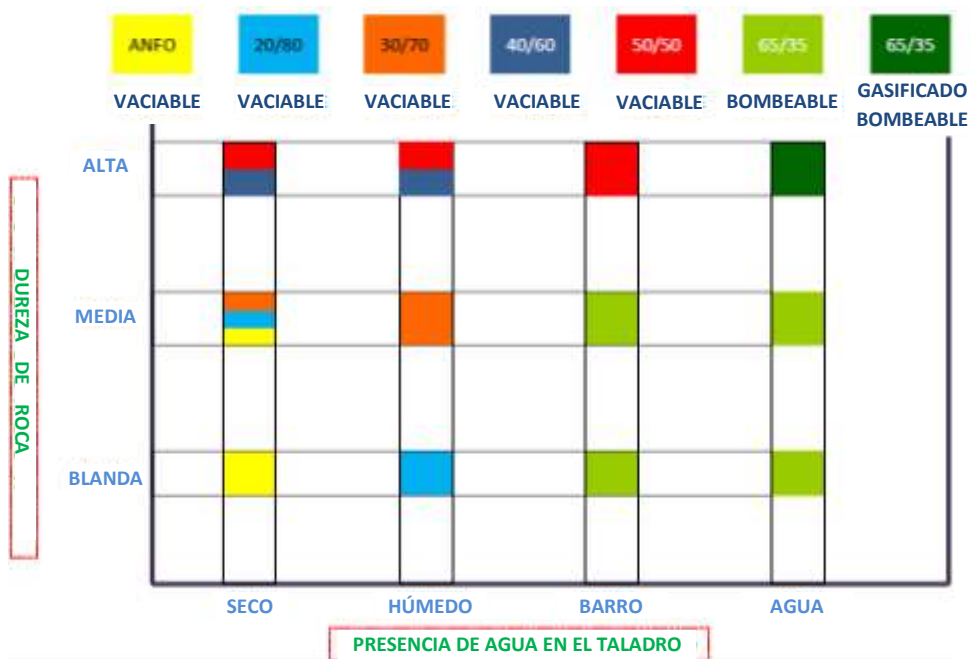 ANFO 20/80 30/70 40/60 50/50 65/35 65/35
VACIABLE VACIABLE VACIABLE VACIABLE VACIABLE BOMBEABLE GASIFICADO
BOMBEABLE
ALTA
MEDIA
BLANDA
DUREZA DE ROCA
SECO HÚMEDO BARRO AGUA
PRESENCIA DE AGUA EN EL TALADRO